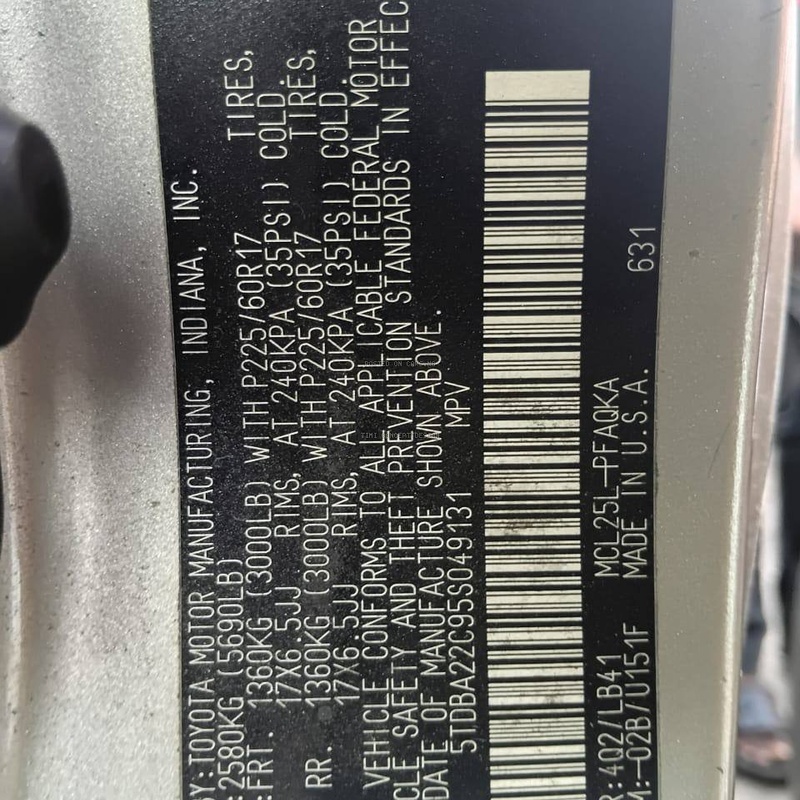 BY:TOYOTA MOTOR MANUFACTURING, INDIANA, INC.
:2580KG (5690LB)
:FRT. 1360KG (3000LB) WITH P225/60R17 TIRES,
17X6.5JJ RIMS, AT 240KPA (35PSI) COLD
RR. 1360KG (3000LB) WITH P225/60R17 TIRES,
17X6.5JJ RIMS, AT 240KPA (35PSI) COLD.
VEHICLE CONFORMS TO ALL APPLICABLE FEDERAL MOTOR
CLE SAFETY AND THEFT PREVENTION STANDARDS IN EFFEC
DATE OF MANUFACTURE SHOWN ABOVE.
5TDBA22C95S049131 MPV
R:4Q2/LB41 MCL25L-PFAQKA
M:-02B/U151F MADE IN U.S.A. 631